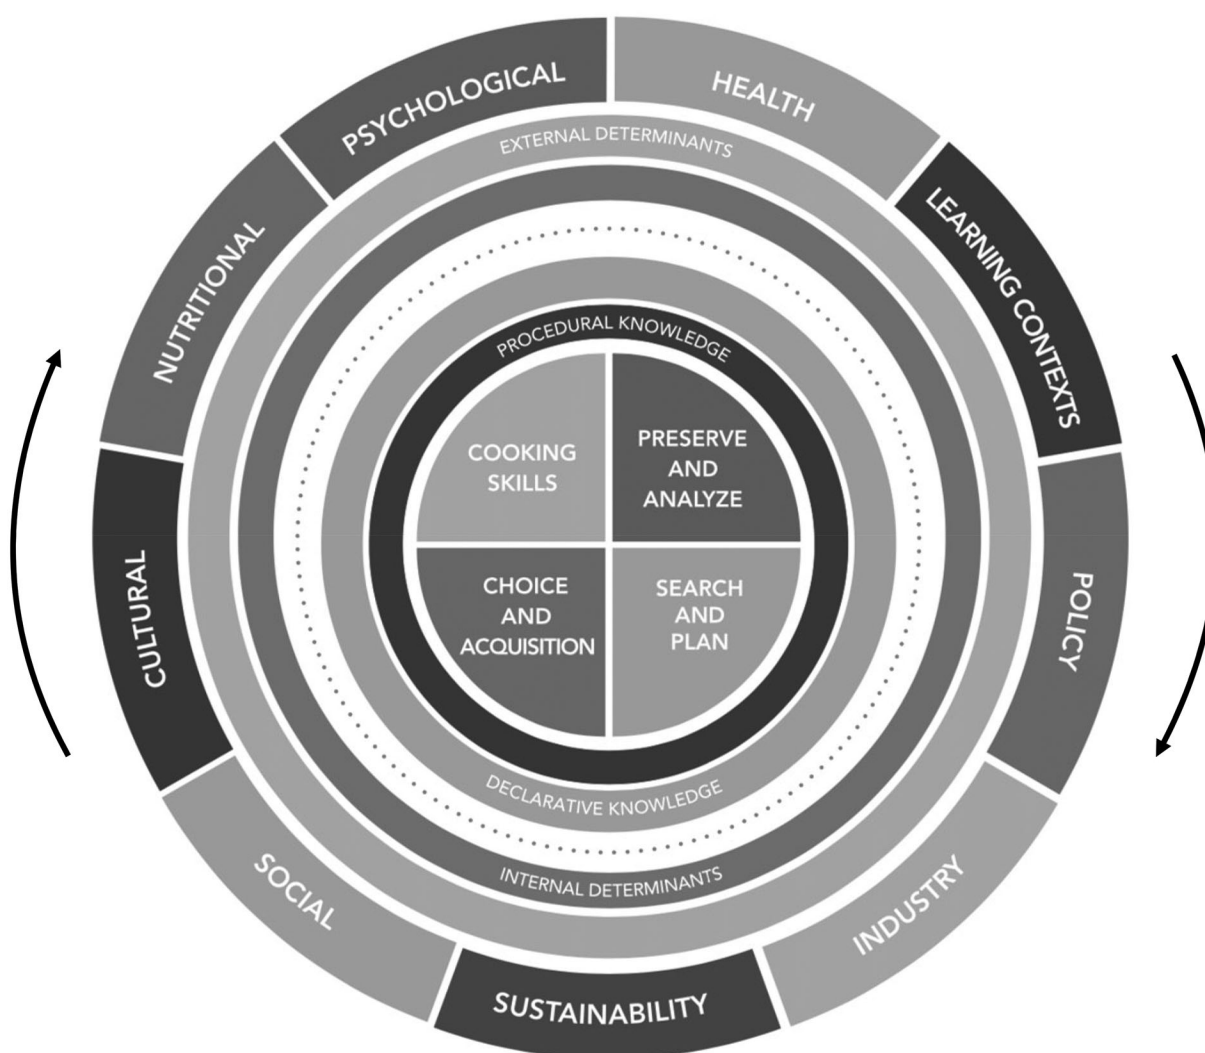 PSYCHOLOGICAL
HEALTH
LEARNING CONTEXTS
POLICY
INDUSTRY
SUSTAINABILITY
SOCIAL
CULTURAL
NUTRITIONAL
EXTERNAL DETERMINANTS
PROCEDURAL KNOWLEDGE
COOKING
SKILLS
PRESERVE
AND
ANALYZE
CHOICE
AND
ACQUISITION
SEARCH
AND
PLAN
DECLARATIVE KNOWLEDGE
INTERNAL DETERMINANTS